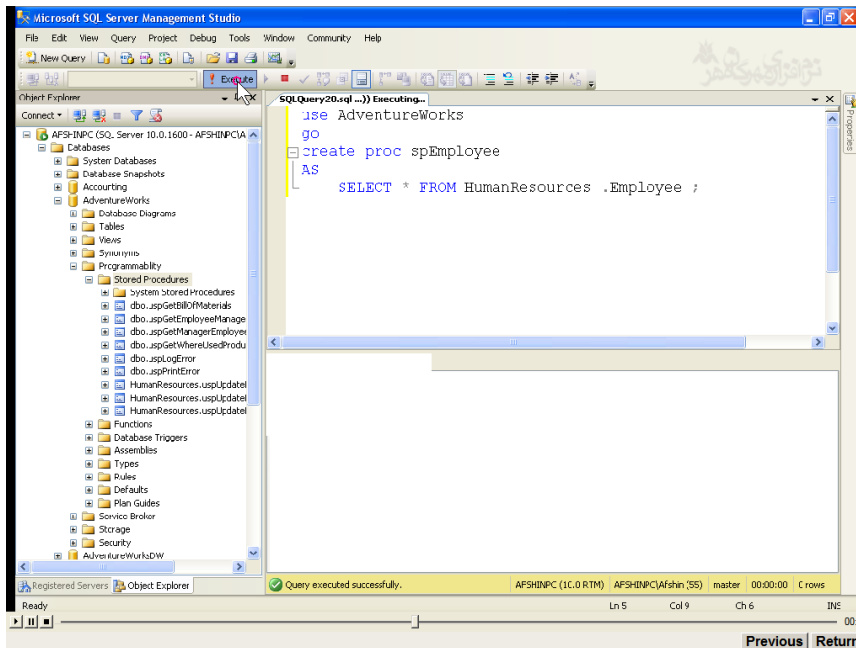 Microsoft SQL Server Management Studio
File Edit View Query Project Debug Tools Window Community Help
New Query
Execute
Object Explorer
SQLQuery20.sql ...)) Executing...
Connect
Properties
AFSHINPC (SQL Server 10.0.1600 - AFSHINPC\A
Databases
System Databases
Database Snapshots
Accounting
AdventureWorks
Database Diagrams
Tables
Views
Synonyms
Programmability
Stored Procedures
System Stored Procedures
dbo.uspGetBillOfMaterials
dbo.uspGetEmployeeManage
dbo.uspGetManagerEmployee
dbo.uspGetWhereUsedProdu
dbo.uspLogError
dbo.uspPrintError
HumanResources.uspUpdateI
HumanResources.uspUpdateI
HumanResources.uspUpdateI
Functions
Database Triggers
Assemblies
Types
Rules
Defaults
Plan Guides
Service Broker
Storage
Security
AdventureWorksDW
use AdventureWorks
go
create proc spEmployee
AS
SELECT * FROM HumanResources .Employee ;
Registered Servers Object Explorer
Query executed successfully.
AFSHINPC (10.0 RTM) AFSHINPC\Afshin (55) master 00:00:00 0 rows
Ready Ln 5 Col 9 Ch 6 INS
00:
Previous Return